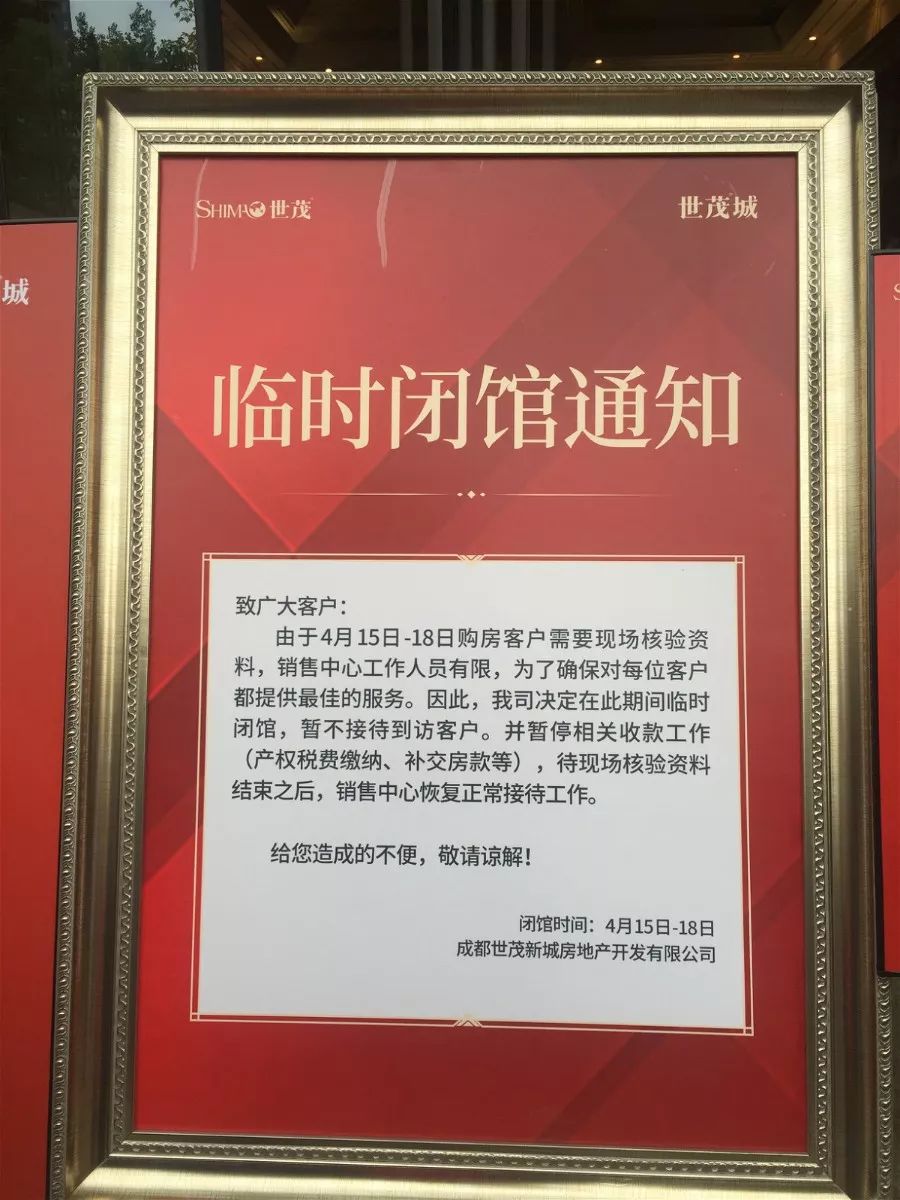 SHIMAO世茂
世茂城
城
临时闭馆通知
致广大客户：
由于4月15日-18日购房客户需要现场核验资
料，销售中心工作人员有限，为了确保对每位客户
都提供最佳的服务。因此，我司决定在此期间临时
闭馆，暂不接待到访客户。并暂停相关收款工作
（产权税费缴纳、补交房款等），待现场核验资料
结束之后，销售中心恢复正常接待工作。
给您造成的不便，敬请谅解！
闭馆时间：4月15日-18日
成都世茂新城房地产开发有限公司